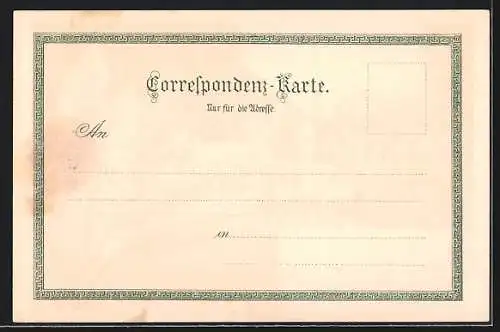 Correspondenz-Karte.
Nur für die Adresse
An
in